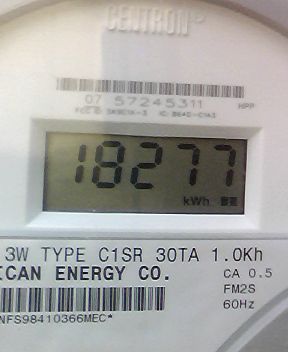 CENTRON®
07 57245311
HPP
18277
kWh
3W TYPE C1SR 30TA 1.0Kh
ICAN ENERGY CO.
CA 0.5
FM2S
60Hz
NFS98410366MEC*